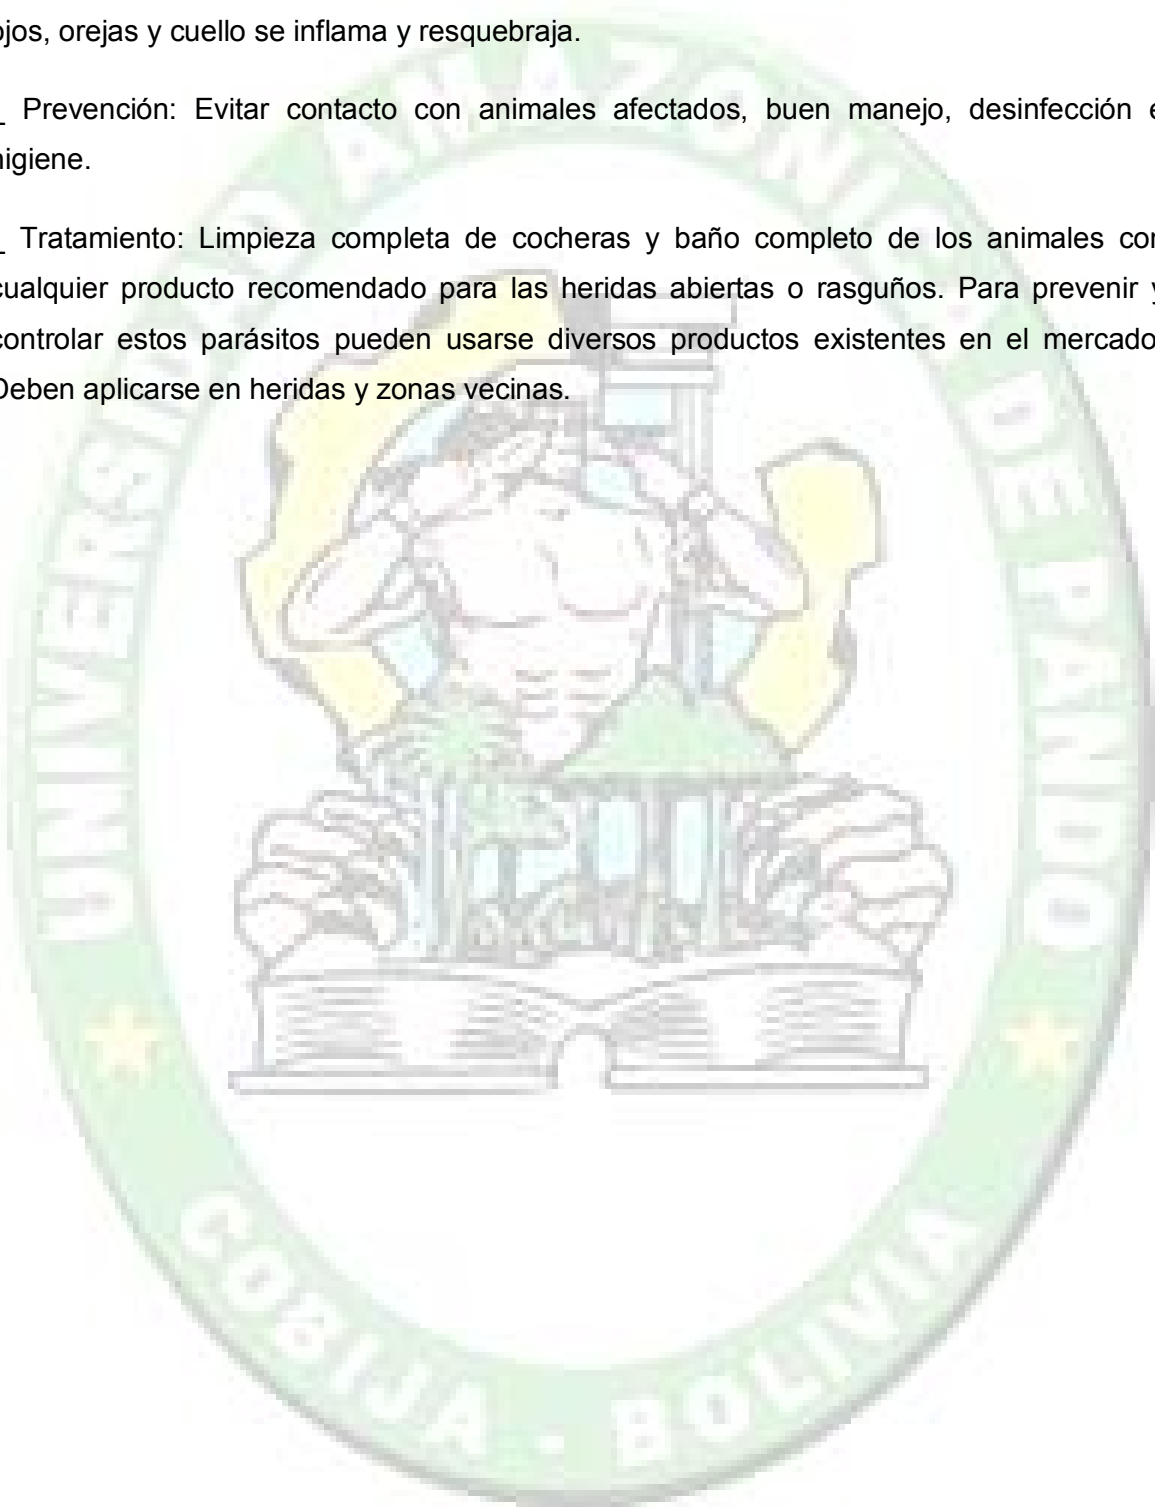 ojos, orejas y cuello se inflama y resquebraja.
_ Prevención: Evitar contacto con animales afectados, buen manejo, desinfección e
higiene.
_ Tratamiento: Limpieza completa de cocheras y baño completo de los animales con
cualquier producto recomendado para las heridas abiertas o rasguños. Para prevenir y
controlar estos parásitos pueden usarse diversos productos existentes en el mercado
Deben aplicarse en heridas y zonas vecinas.
UNIVERSIDAD AMAZONICA DE PANDO
COBIJA - BOLIVIA